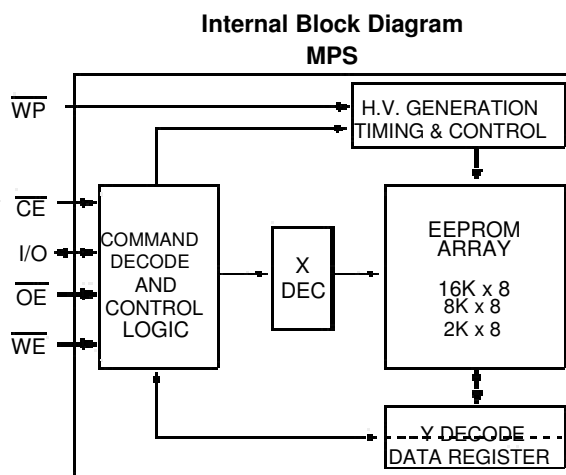 Internal Block Diagram
MPS
WP
H.V. GENERATION
TIMING & CONTROL
CE
I/O
OE
WE
COMMAND
DECODE
AND
CONTROL
LOGIC
X
DEC
EEPROM
ARRAY
16K x 8
8K x 8
2K x 8
Y DECODE
DATA REGISTER